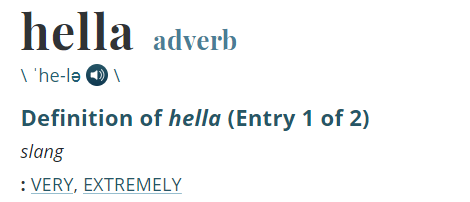 hella adverb
\ ˈhe-lə \
Definition of hella (Entry 1 of 2)
slang
: VERY, EXTREMELY